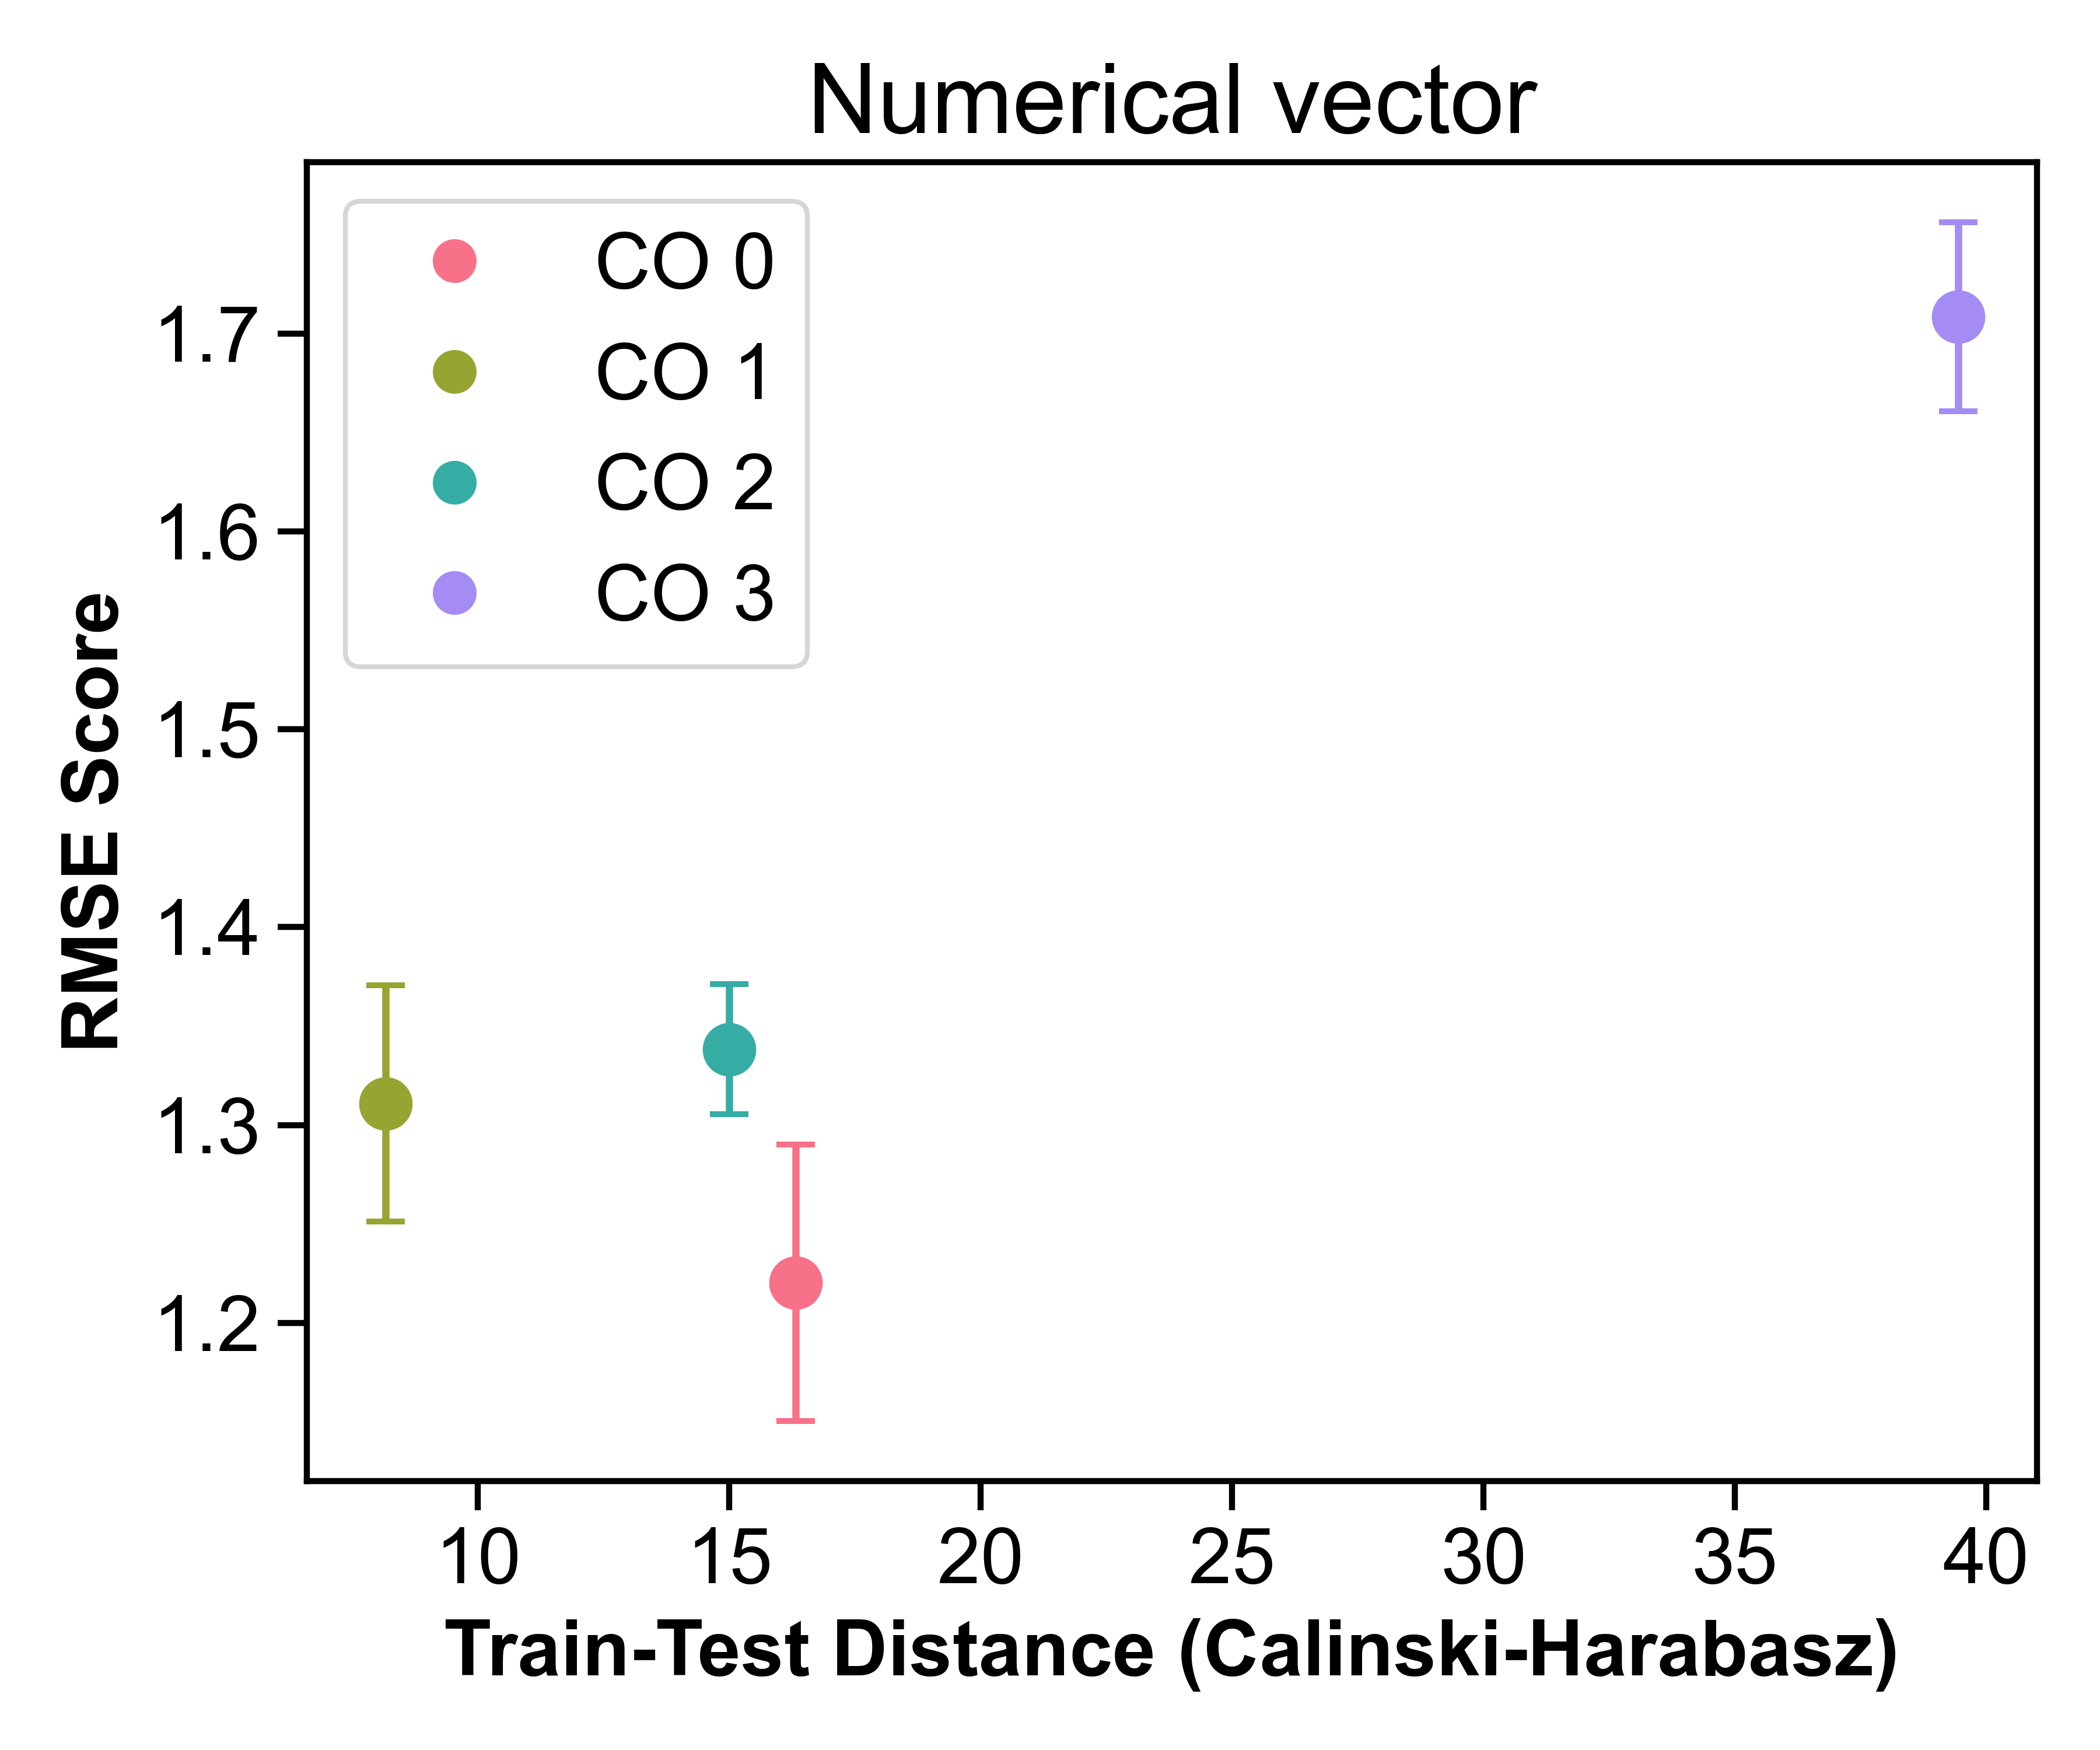 Numerical vector
CO 0
CO 1
CO 2
CO 3
1.7
1.6
1.5
1.4
1.3
1.2
RMSE Score
10 15 20 25 30 35 40
Train-Test Distance (Calinski-Harabasz)